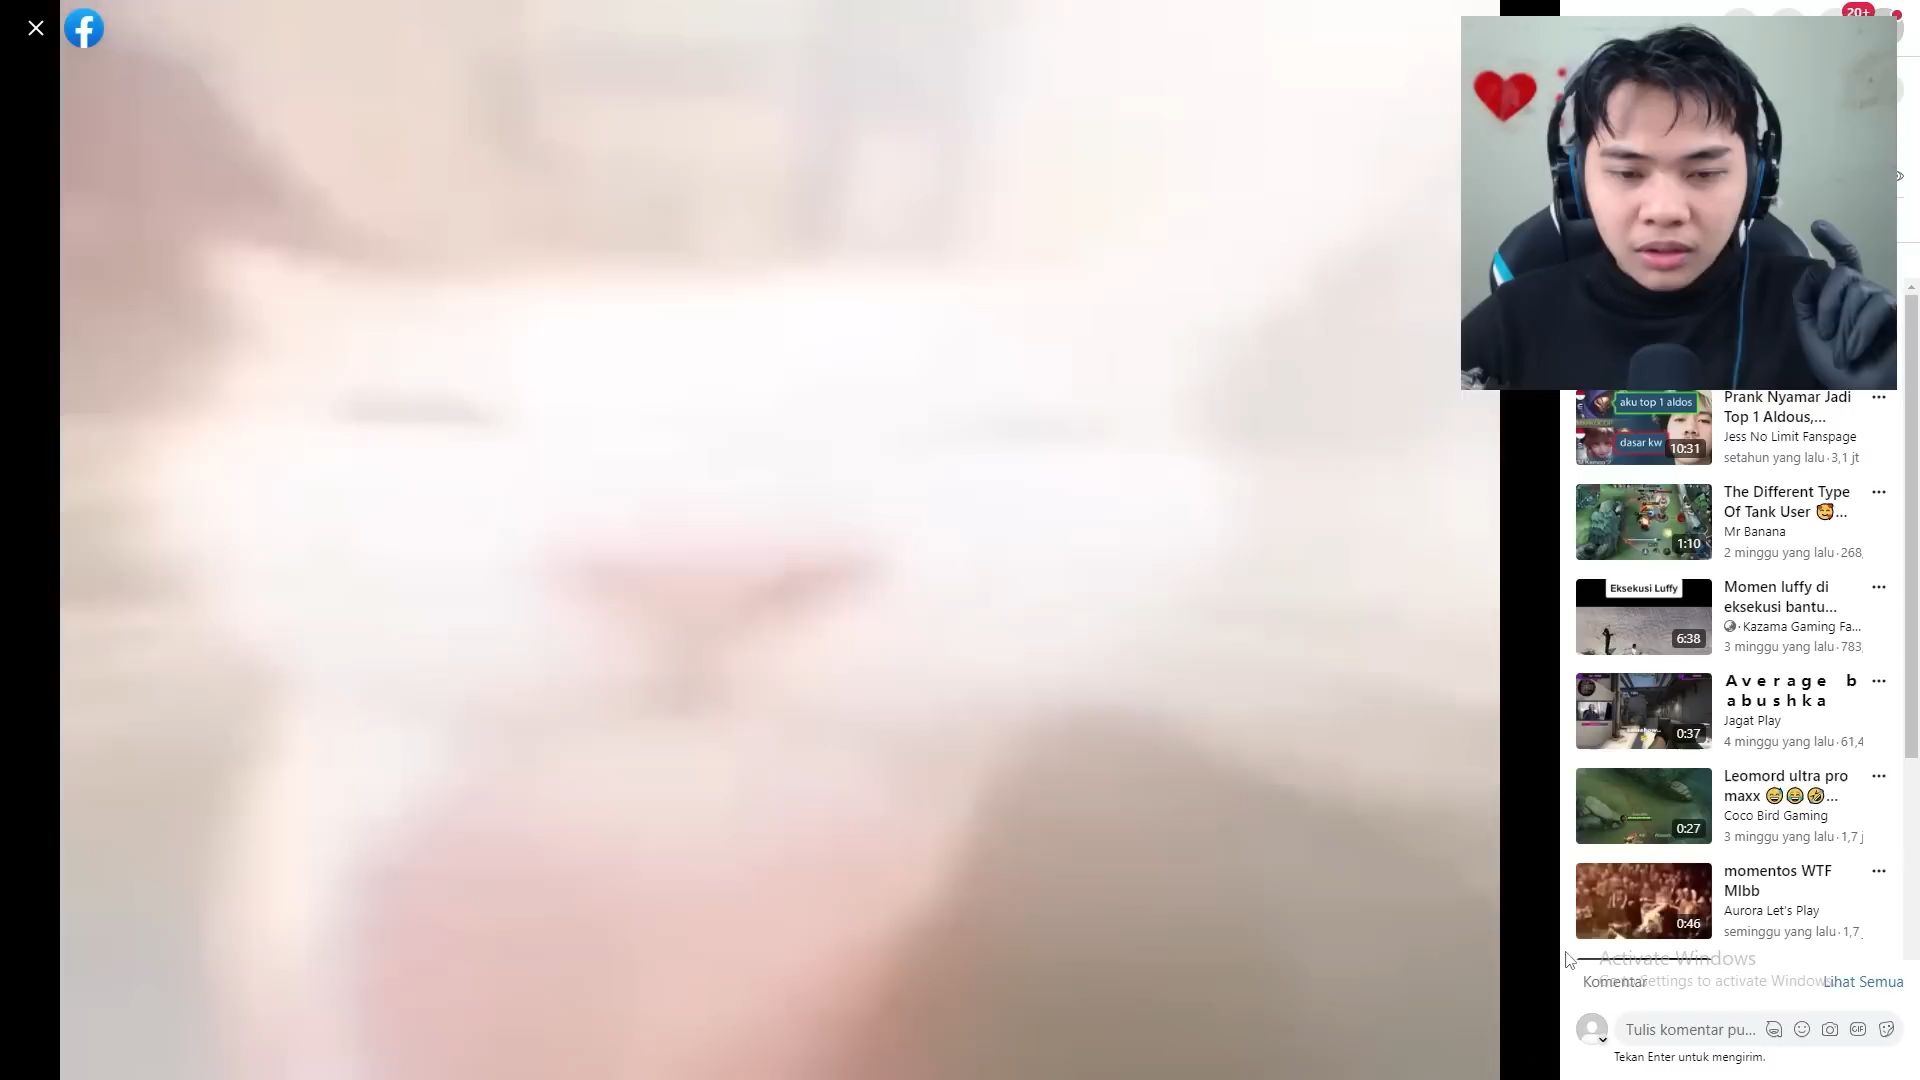 20+
aku top 1 aldos
dasar kw
10:31
Prank Nyamar Jadi
Top 1 Aldous,...
Jess No Limit Fanspage
setahun yang lalu · 3,1 jt
1:10
The Different Type
Of Tank User 🥰...
Mr Banana
2 minggu yang lalu · 268,
Eksekusi Luffy
6:38
Momen luffy di
eksekusi bantu...
Kazama Gaming Fa...
3 minggu yang lalu · 783,
0:37
A v e r a g e b
a b u s h k a
Jagat Play
4 minggu yang lalu · 61,4
0:27
Leomord ultra pro
maxx 😅😂🤣...
Coco Bird Gaming
3 minggu yang lalu · 1,7 j
0:46
momentos WTF
Mlbb
Aurora Let's Play
seminggu yang lalu · 1,7
Activate Windows
Go to Settings to activate Windows.
Komentar
Lihat Semua
Tulis komentar pu...
GIF
Tekan Enter untuk mengirim.